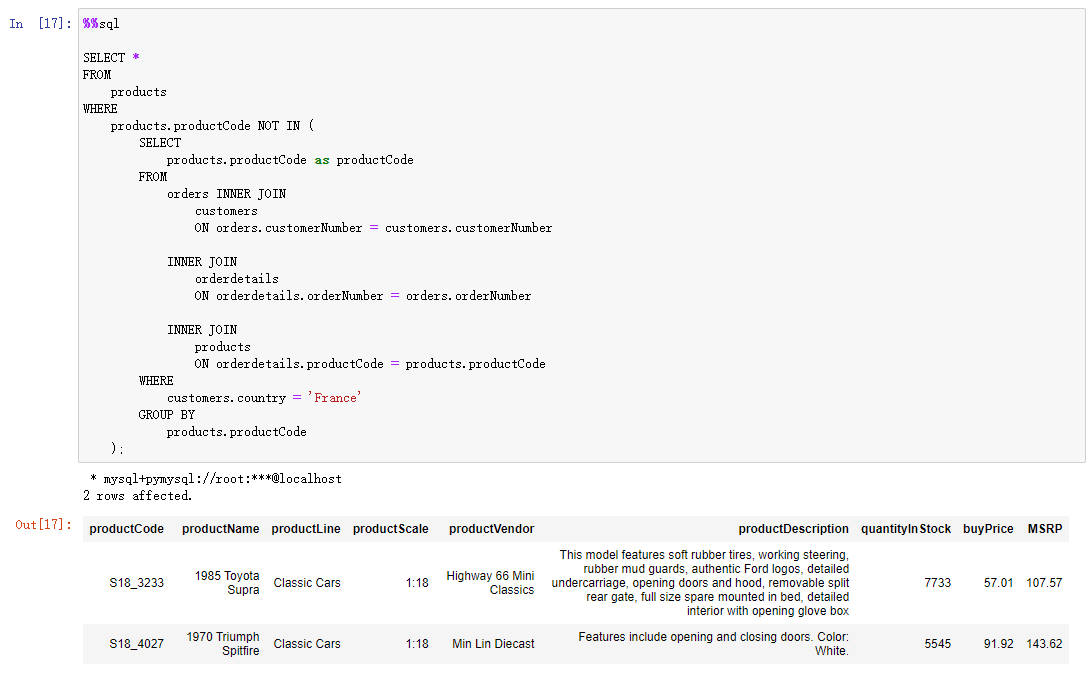 In [17]: %%sql
SELECT *
FROM
products
WHERE
products.productCode NOT IN (
SELECT
products.productCode as productCode
FROM
orders INNER JOIN
customers
ON orders.customerNumber = customers.customerNumber
INNER JOIN
orderdetails
ON orderdetails.orderNumber = orders.orderNumber
INNER JOIN
products
ON orderdetails.productCode = products.productCode
WHERE
customers.country = 'France'
GROUP BY
products.productCode
);
* mysql+pymysql://root:***@localhost
2 rows affected.
Out[17]: productCode productName productLine productScale productVendor productDescription quantityInStock buyPrice MSRP
This model features soft rubber tires, working steering,
1985 Toyota Highway 66 Mini rubber mud guards, authentic Ford logos, detailed
S18_3233 Classic Cars 1:18 undercarriage, opening doors and hood, removable split 7733 57.01 107.57
Supra Classics rear gate, full size spare mounted in bed, detailed
interior with opening glove box
1970 Triumph Features include opening and closing doors. Color:
S18_4027 Classic Cars 1:18 Min Lin Diecast 5545 91.92 143.62
Spitfire White.